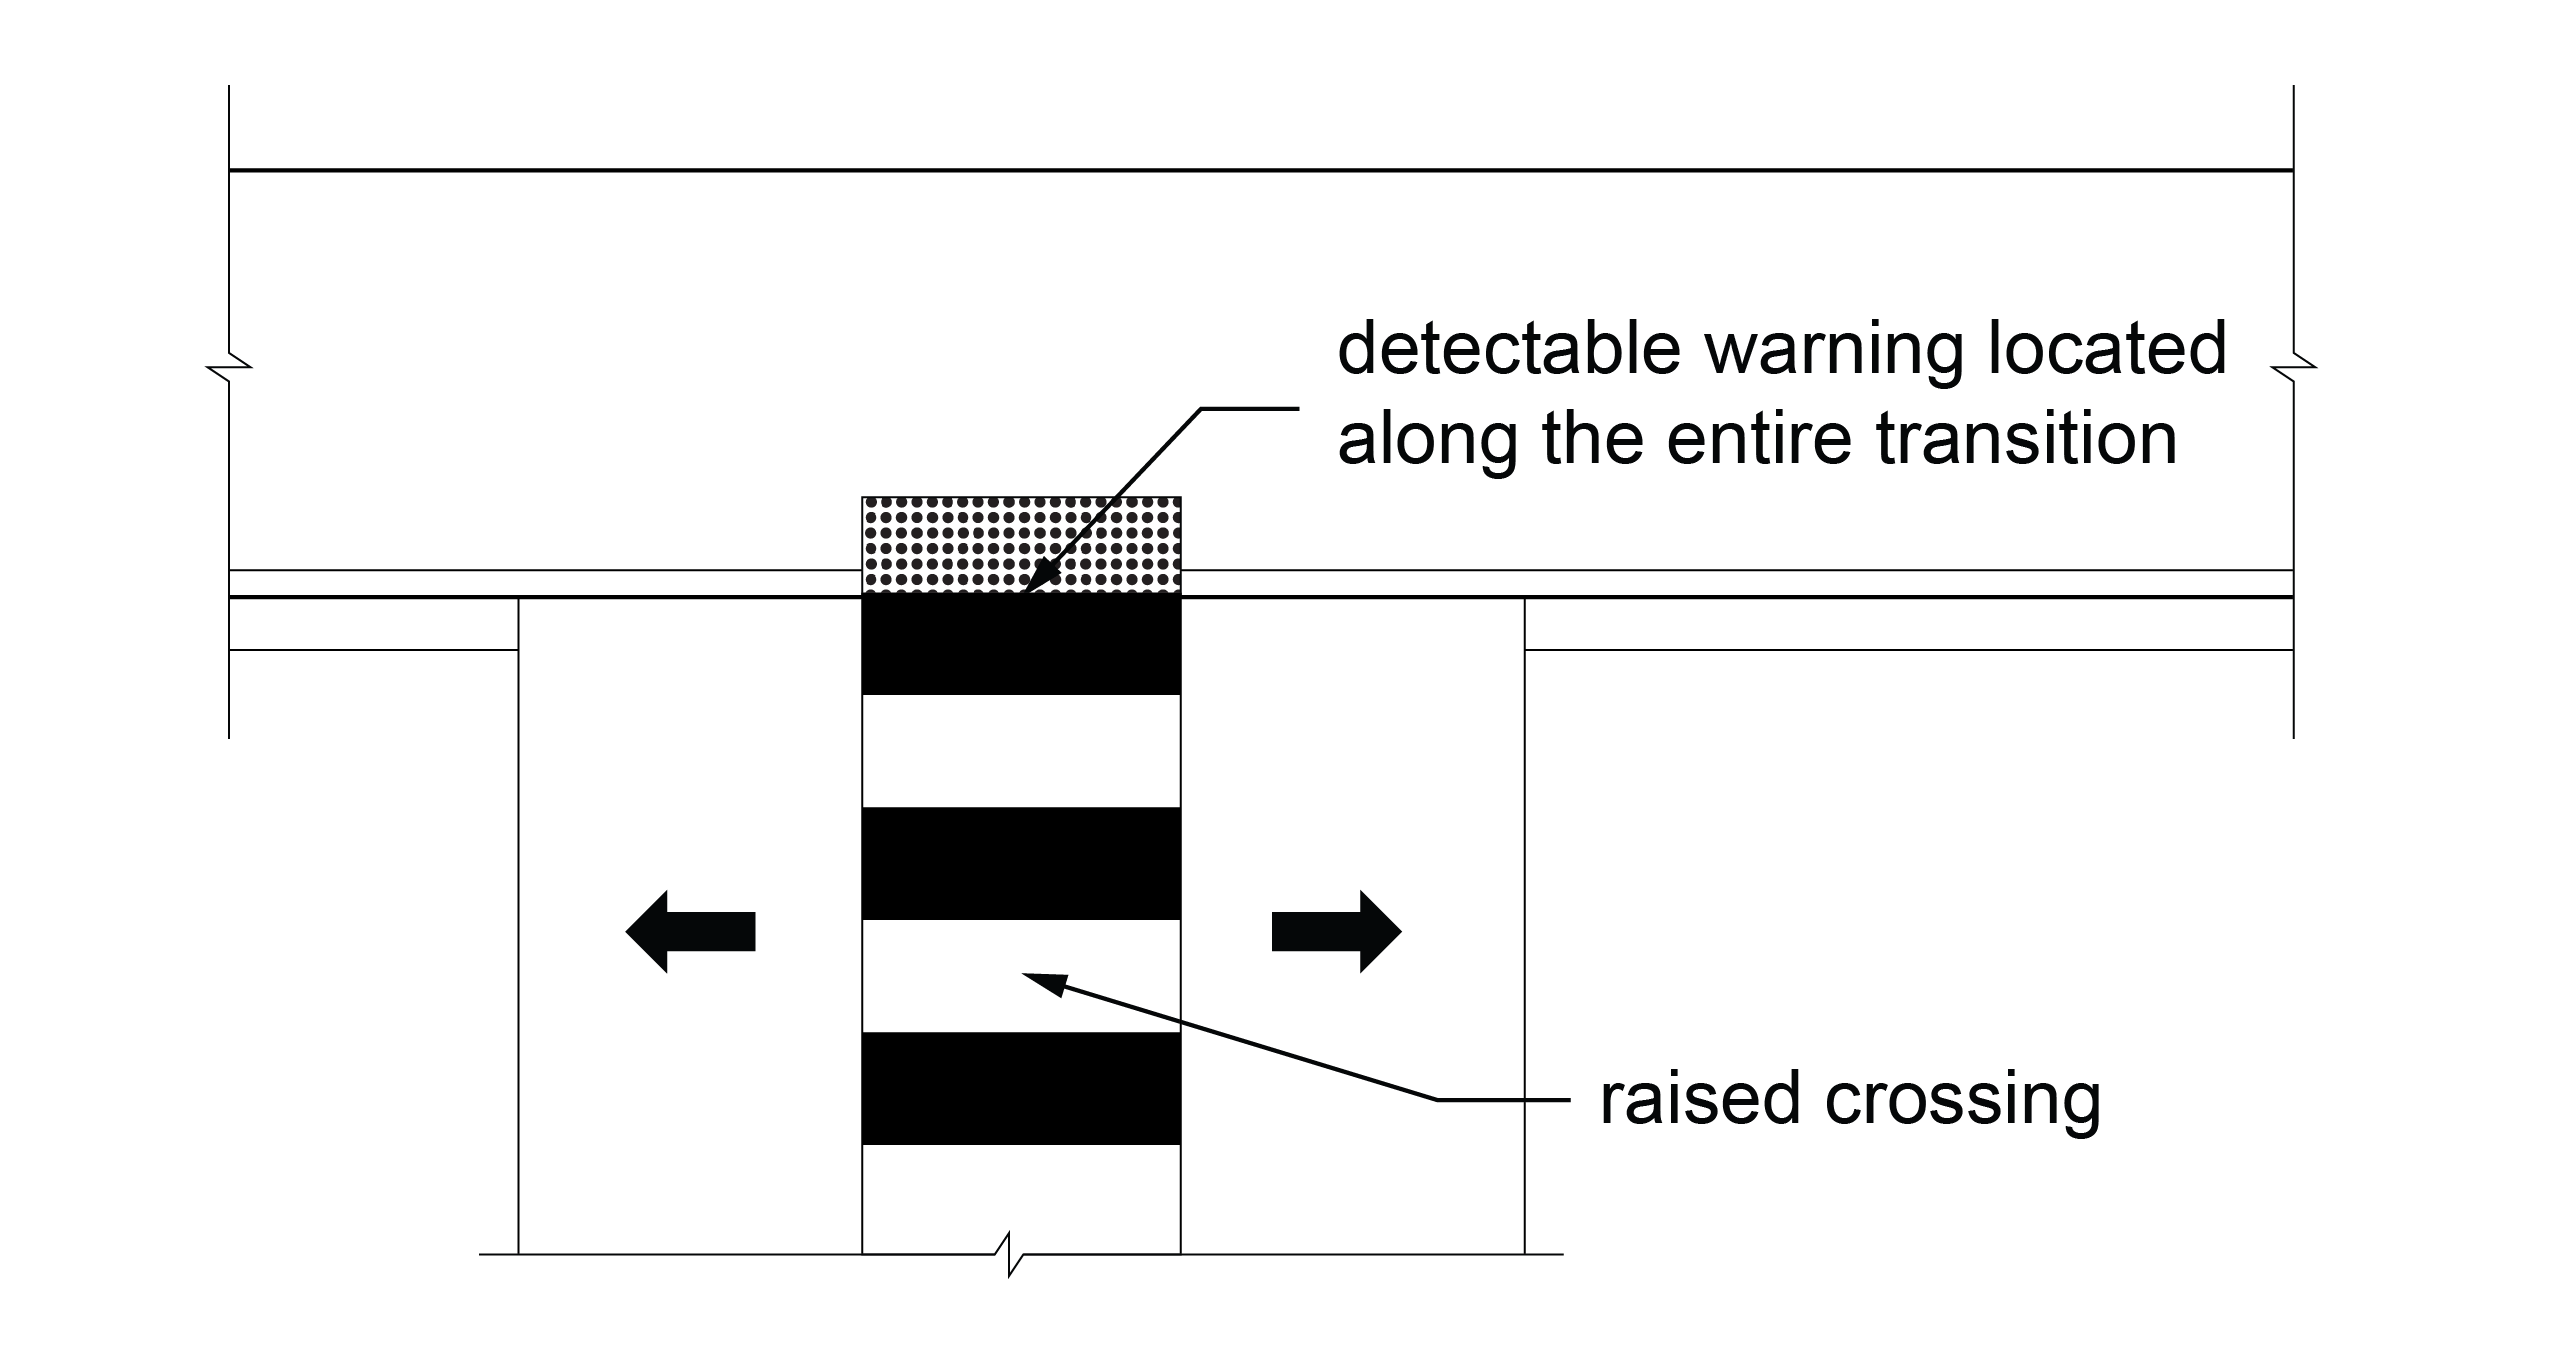 detectable warning located
along the entire transition
raised crossing